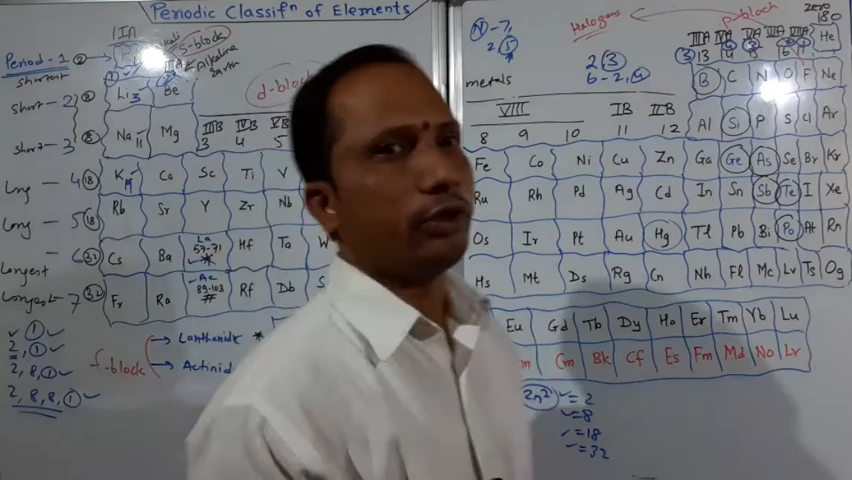 Periodic Classifⁿ of Elements
N-7,
2 5
Halogens
P-block
zero
18 0
IIIA
13
2 3
6-2,4
metals
He
IIA
1 IA
S-block
Alkaline
Earth
Period-1 2
shortest
d-block
short-2 8
Li 3 Be
B C N O F Ne
VIII IB IIB
short-3 8
Na 11 Mg
IIIB IVB
3 4 5
8 9 10 11 12
Al Si P S Cl Ar
long - 4 18
K Ca Sc Ti V
Fe Co Ni Cu Zn Ga Ge As Se Br Kr
long - 5 18
Rb Sr Y Zr Nb
Ru Rh Pd Ag Cd In Sn Sb Te I Xe
Longest - 6 32
Cs Ba La 57-71 * Hf Ta W
Os Ir Pt Au Hg Tl Pb Bi Po At Rn
Longest - 7 32
Fr Ra Ac 89-103 # Rf Db
Hs Mt Ds Rg Cn Nh Fl Mc Lv Ts Og
1
2, 1
2, 8, 1
2, 8, 8, 1
f-block
Lanthanide *
Actinid
Eu Gd Tb Dy Ho Er Tm Yb Lu
m Cm Bk Cf Es Fm Md No Lr
2n² = 2
= 8
= 18
= 32